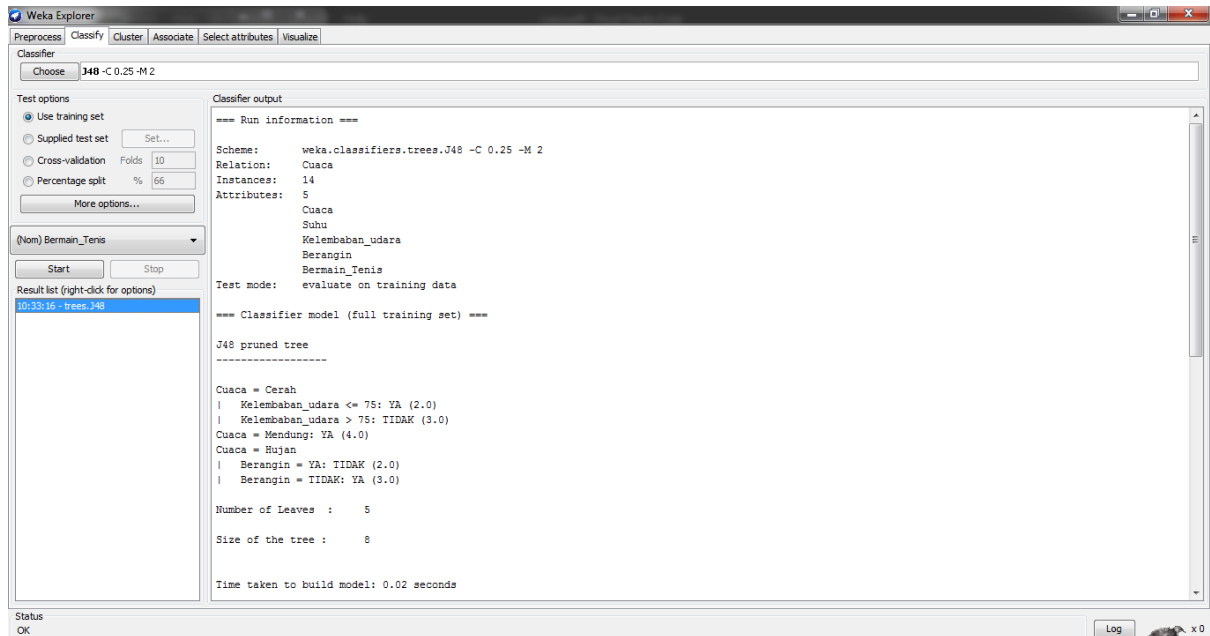 Weka Explorer
Preprocess Classify Cluster Associate Select attributes Visualize
Classifier
Choose J48 -C 0.25 -M 2
Test options
Use training set
Supplied test set Set...
Cross-validation Folds 10
Percentage split % 66
More options...
(Nom) Bermain_Tenis
Start Stop
Result list (right-click for options)
10:33:16 - trees.J48
Classifier output
=== Run information ===
Scheme: weka.classifiers.trees.J48 -C 0.25 -M 2
Relation: Cuaca
Instances: 14
Attributes: 5
Cuaca
Suhu
Kelembaban_udara
Berangin
Bermain_Tenis
Test mode: evaluate on training data
=== Classifier model (full training set) ===
J48 pruned tree
------------------
Cuaca = Cerah
| Kelembaban_udara <= 75: YA (2.0)
| Kelembaban_udara > 75: TIDAK (3.0)
Cuaca = Mendung: YA (4.0)
Cuaca = Hujan
| Berangin = YA: TIDAK (2.0)
| Berangin = TIDAK: YA (3.0)
Number of Leaves : 5
Size of the tree : 8
Time taken to build model: 0.02 seconds
Status
OK
Log x 0